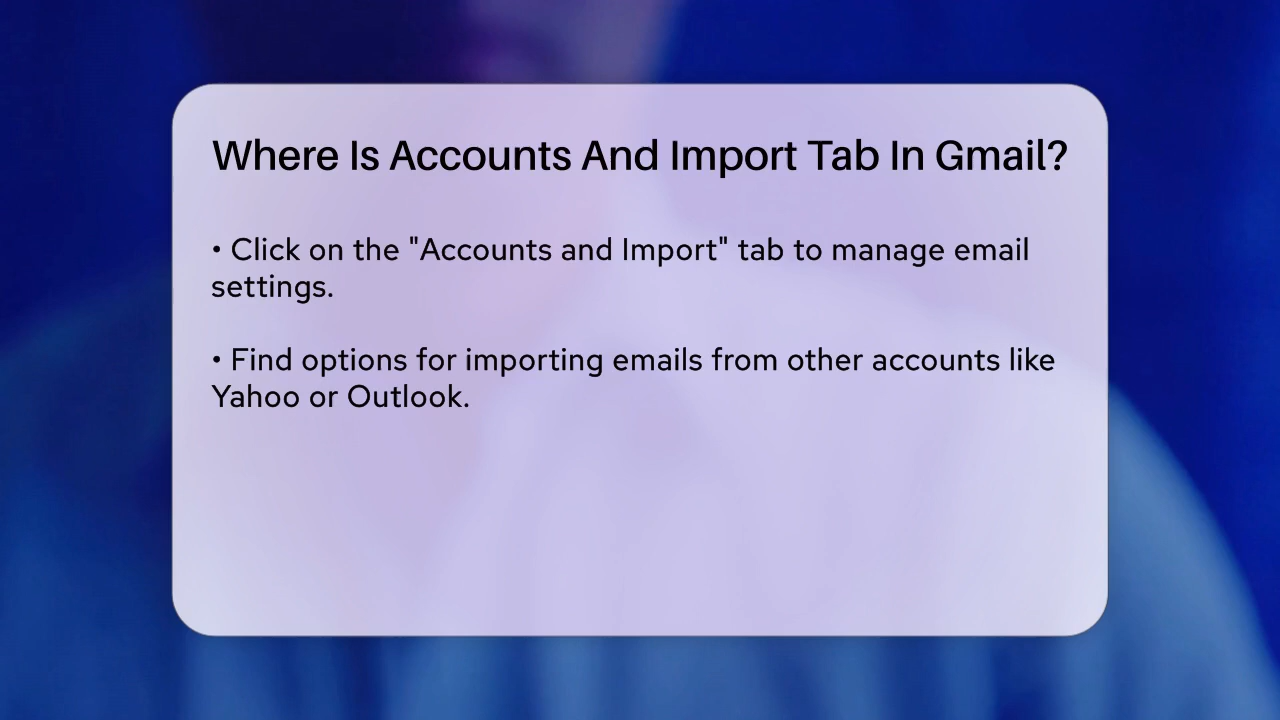 Where Is Accounts And Import Tab In Gmail?
• Click on the "Accounts and Import" tab to manage email
settings.
• Find options for importing emails from other accounts like
Yahoo or Outlook.